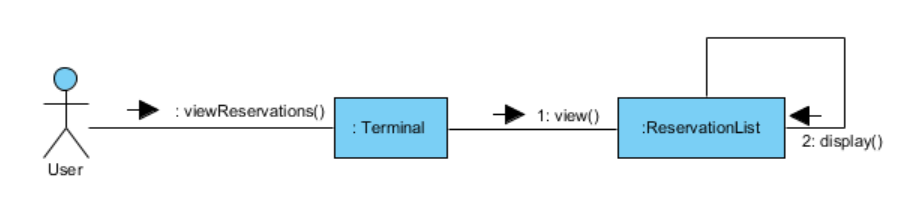 : viewReservations()
: Terminal
1: view()
:ReservationList
2: display()
User